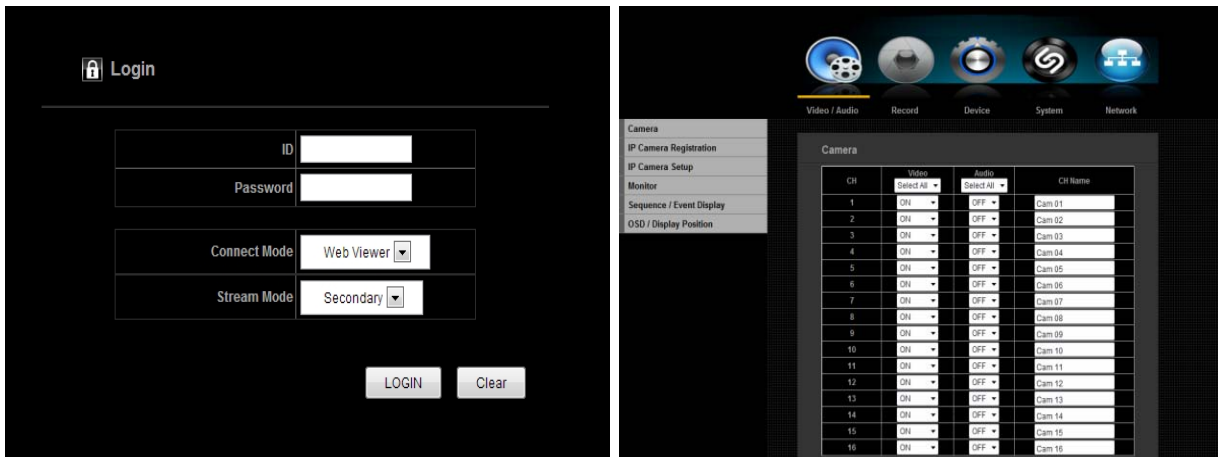 Login
ID
Password
Connect Mode Web Viewer
Stream Mode Secondary
LOGIN Clear
Video / Audio Record Device System Network
Camera
IP Camera Registration
IP Camera Setup
Monitor
Sequence / Event Display
OSD / Display Position
Camera
CH Video Audio CH Name
Select All Select All
1 ON OFF Cam 01
2 ON OFF Cam 02
3 ON OFF Cam 03
4 ON OFF Cam 04
5 ON OFF Cam 05
6 ON OFF Cam 06
7 ON OFF Cam 07
8 ON OFF Cam 08
9 ON OFF Cam 09
10 ON OFF Cam 10
11 ON OFF Cam 11
12 ON OFF Cam 12
13 ON OFF Cam 13
14 ON OFF Cam 14
15 ON OFF Cam 15
16 ON OFF Cam 16